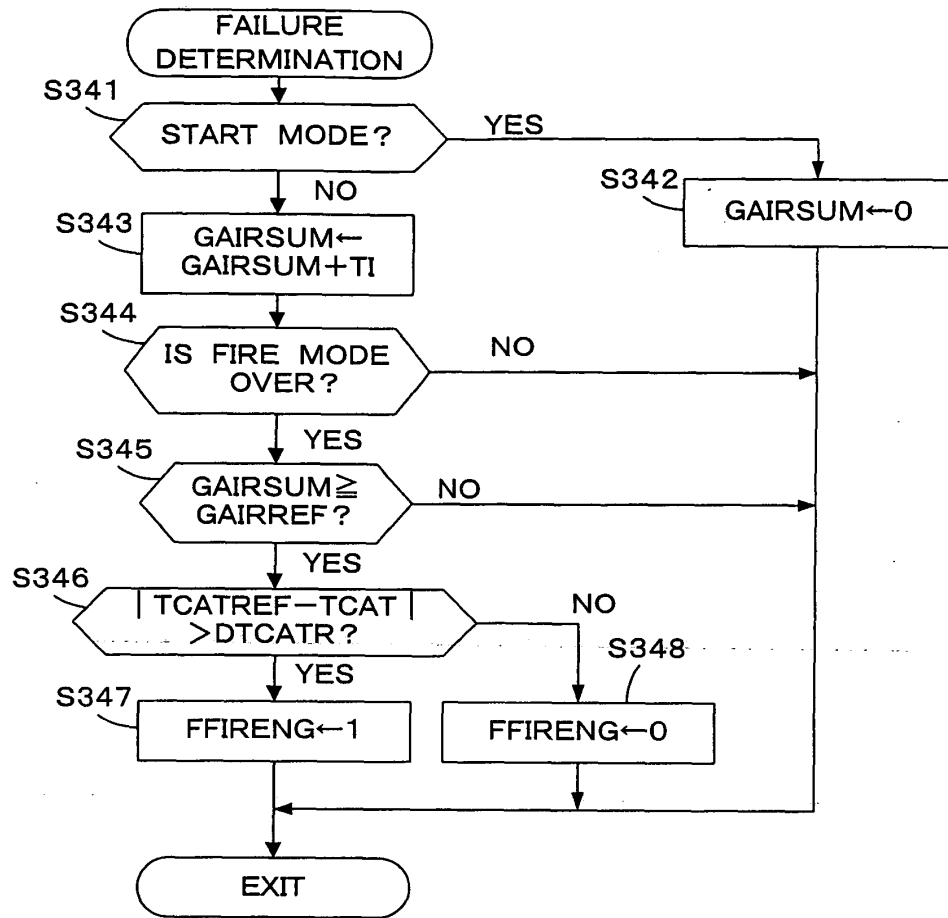 FAILURE
DETERMINATION
S341
START MODE?
YES
NO
S342
GAIRSUM←0
S343
GAIRSUM←
GAIRSUM+TI
S344
IS FIRE MODE
OVER?
NO
YES
S345
GAIRSUM≧
GAIRREF?
NO
YES
S346
|TCATREF−TCAT|
>DTCATR?
NO
YES
S347
FFIRENG←1
S348
FFIRENG←0
EXIT